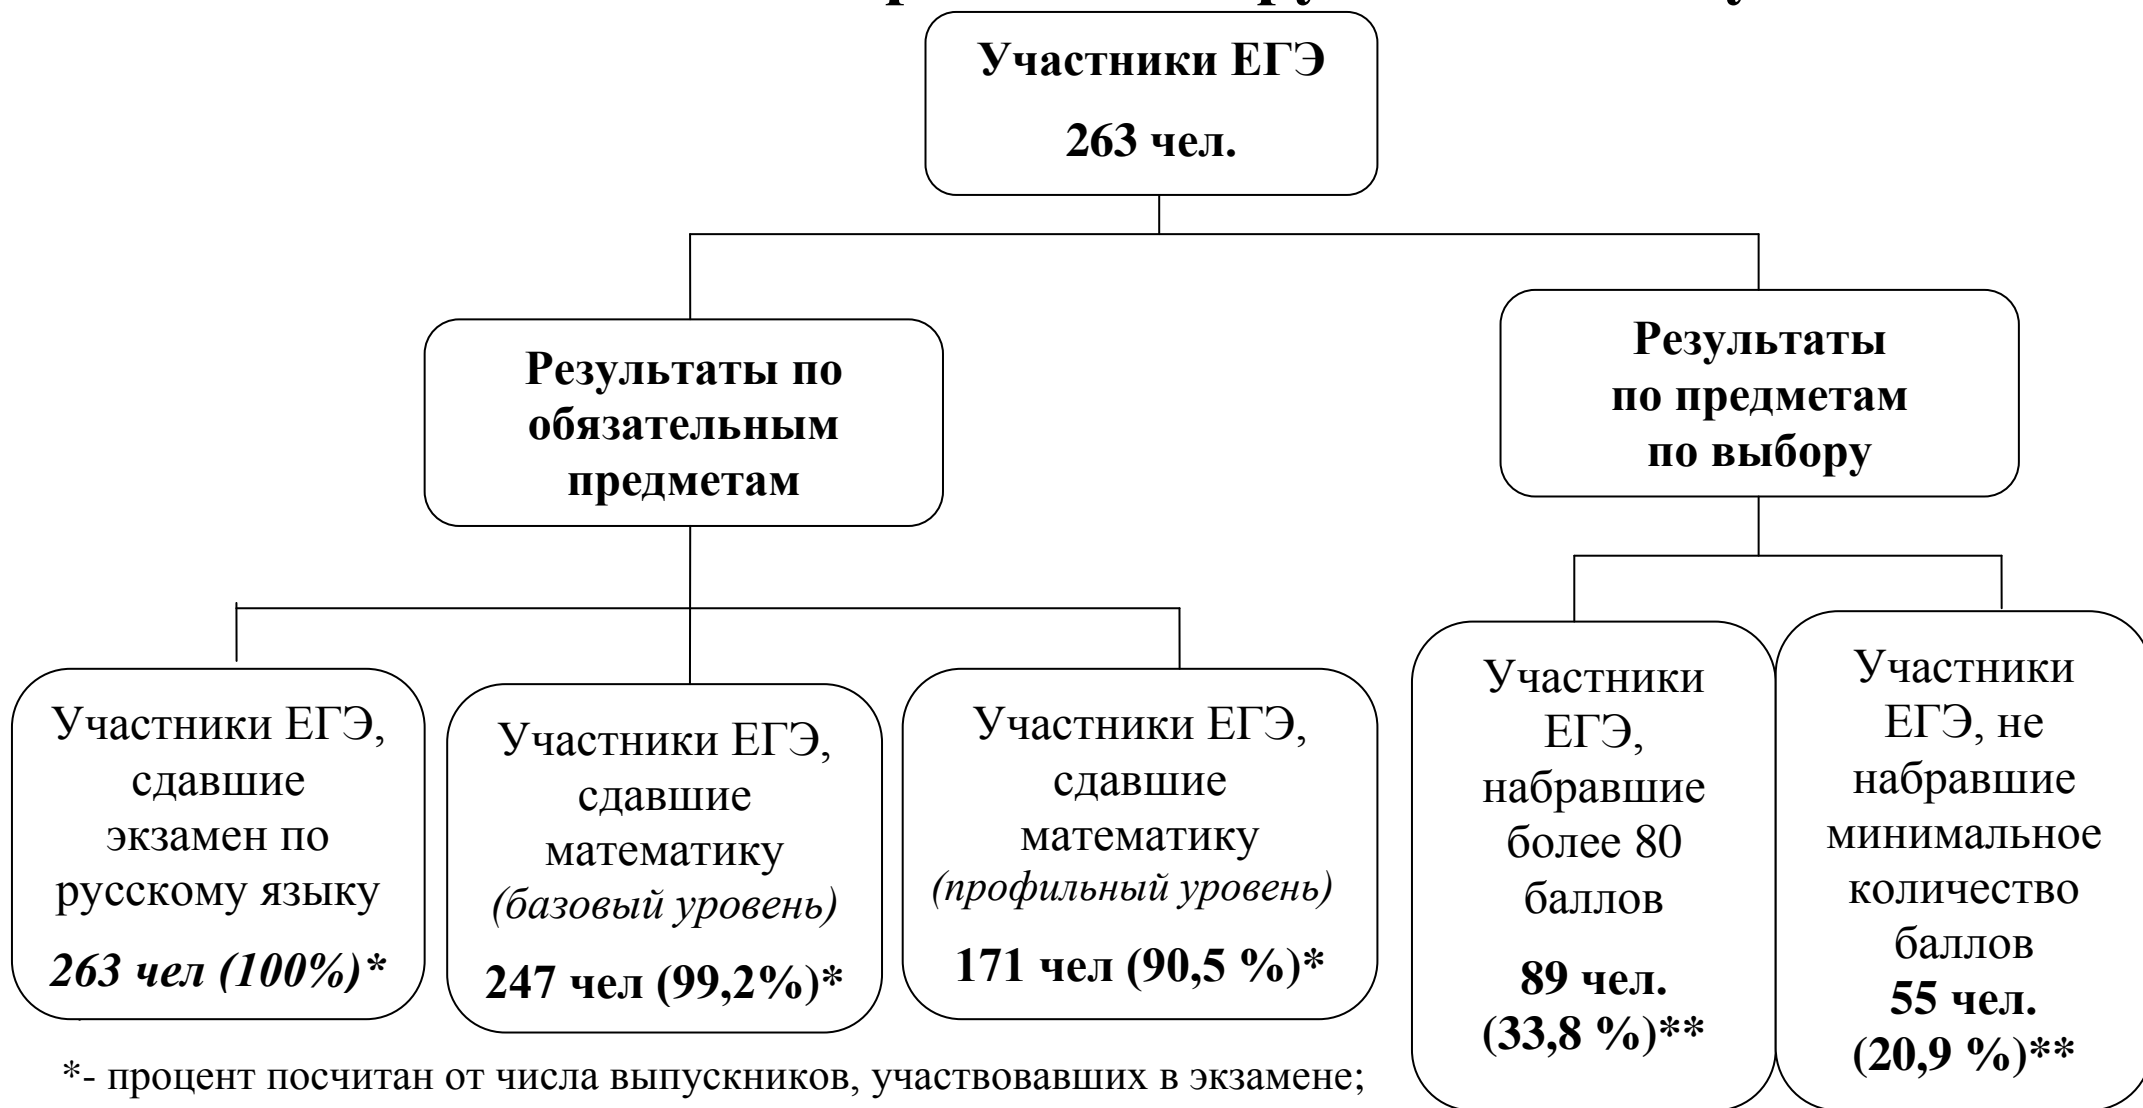 Участники ЕГЭ
263 чел.
Результаты по
обязательным
предметам
Результаты
по предметам
по выбору
Участники ЕГЭ,
сдавшие
экзамен по
русскому языку
263 чел (100%)*
Участники ЕГЭ,
сдавшие
математику
(базовый уровень)
247 чел (99,2%)*
Участники ЕГЭ,
сдавшие
математику
(профильный уровень)
171 чел (90,5 %)*
Участники
ЕГЭ,
набравшие
более 80
баллов
89 чел.
(33,8 %)**
Участники
ЕГЭ, не
набравшие
минимальное
количество
баллов
55 чел.
(20,9 %)**
*- процент посчитан от числа выпускников, участвовавших в экзамене;